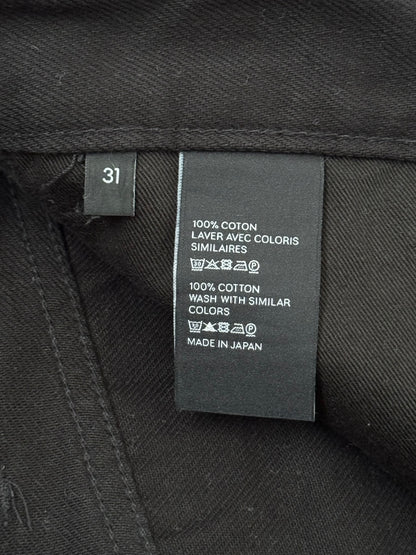 31
100% COTON
LAVER AVEC COLORIS
SIMILAIRES
100% COTTON
WASH WITH SIMILAR
COLORS
MADE IN JAPAN